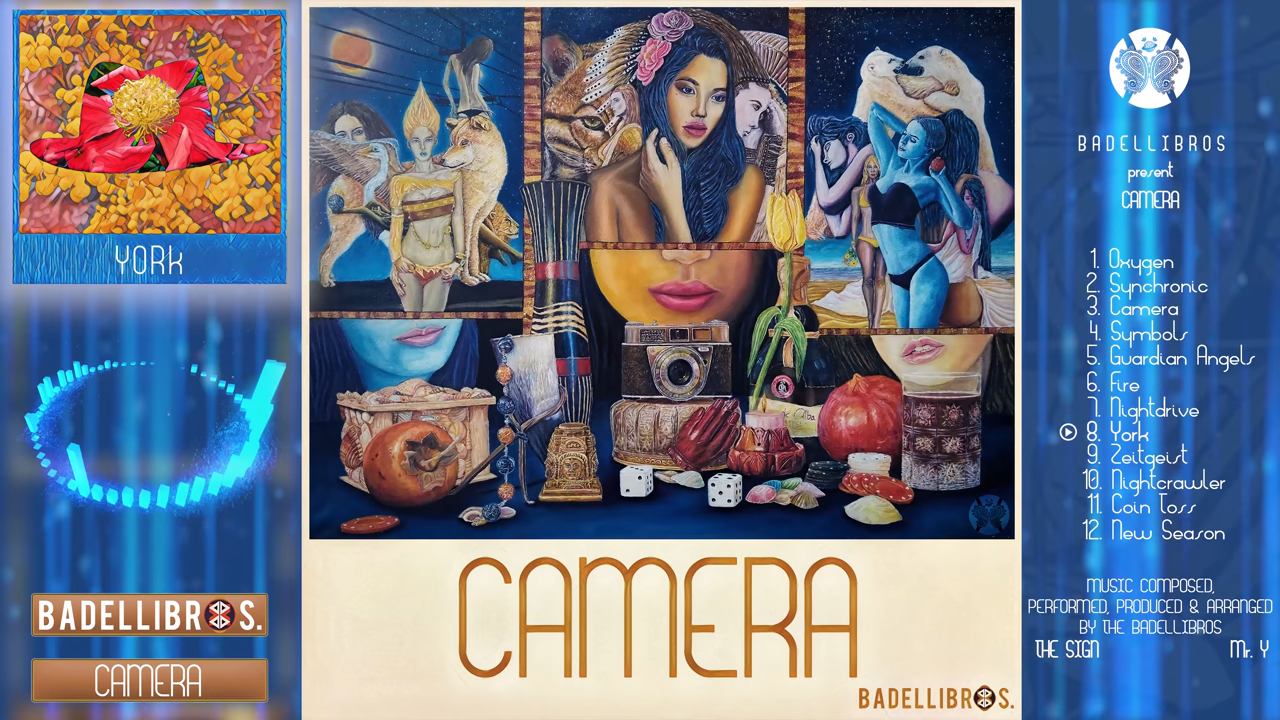 YORK
BADELLIBROS.
CAMERA
CAMERA
BADELLIBROS.
BADELLIBROS
present
CAMERA
1. Oxygen
2. Synchronic
3. Camera
4. Symbols
5. Guardian Angels
6. Fire
7. Nightdrive
8. York
9. Zeitgeist
10. Nightcrawler
11. Coin Toss
12. New Season
MUSIC COMPOSED,
PERFORMED, PRODUCED & ARRANGED
BY THE BADELLIBROS
THE SIGN
Mr. Y